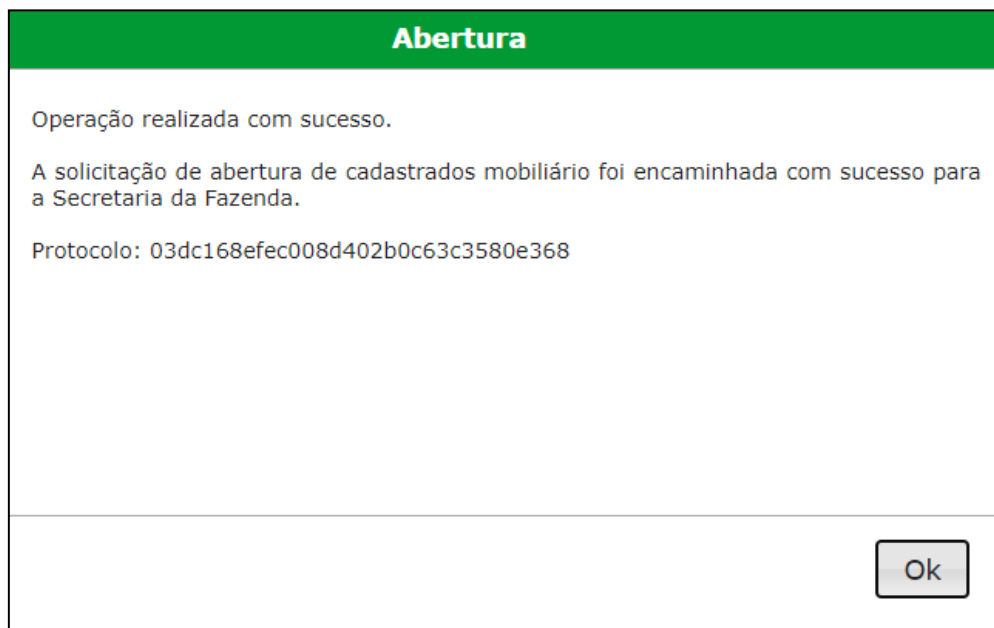 Abertura
Operação realizada com sucesso.
A solicitação de abertura de cadastrados mobiliário foi encaminhada com sucesso para
a Secretaria da Fazenda.
Protocolo: 03dc168efec008d402b0c63c3580e368
Ok